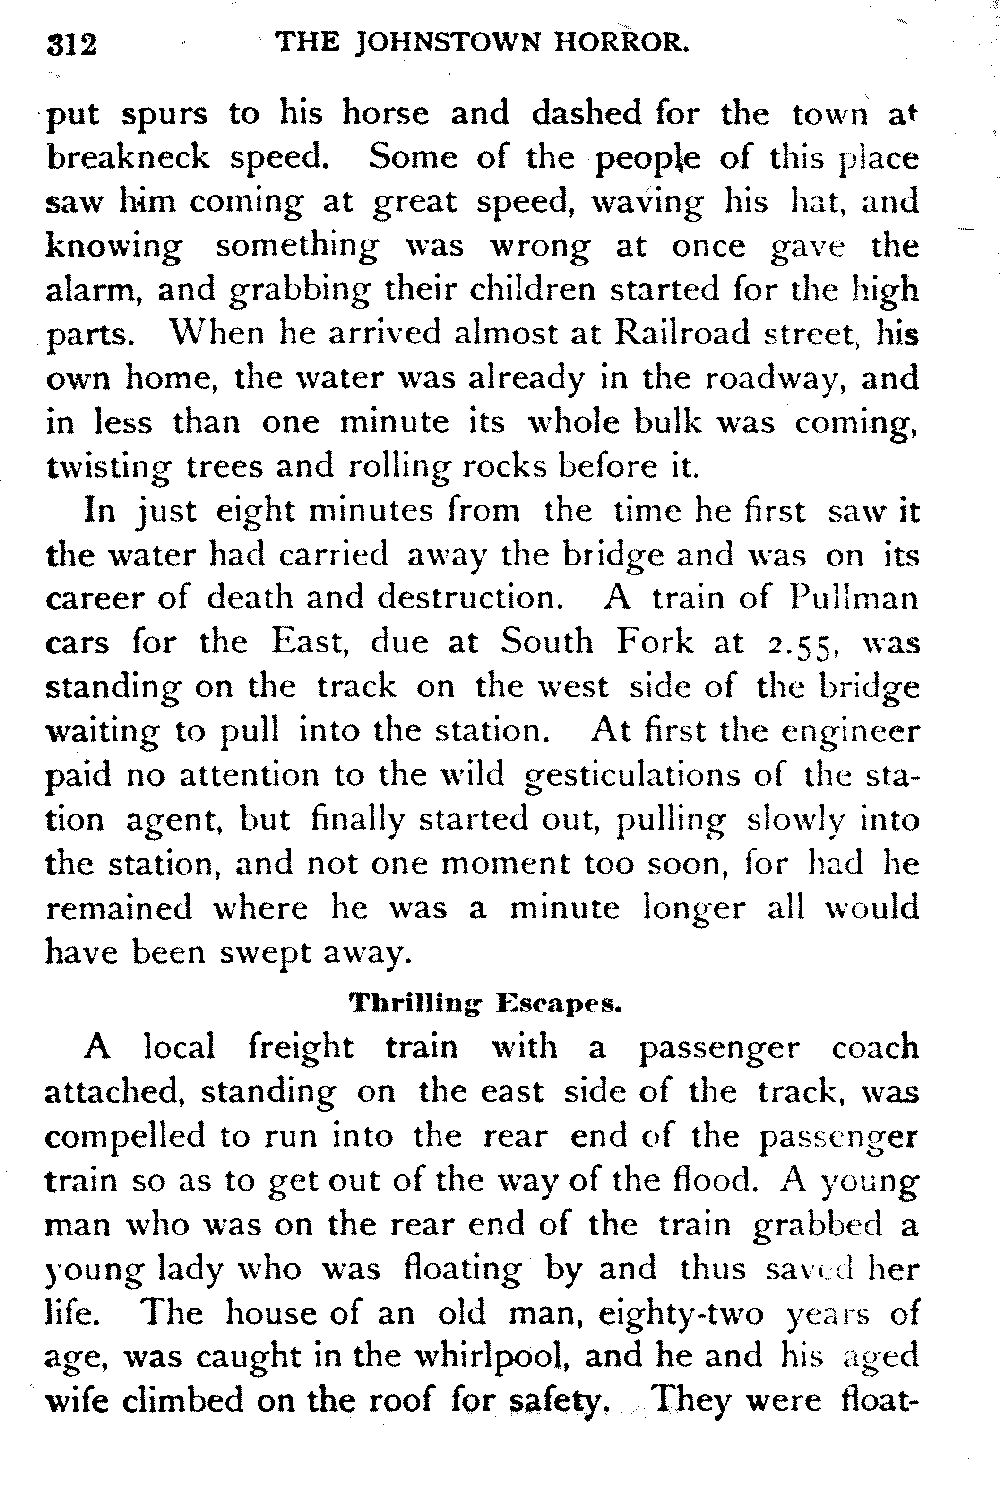 312 THE JOHNSTOWN HORROR.
put spurs to his horse and dashed for the town at
breakneck speed. Some of the people of this place
saw him coming at great speed, waving his hat, and
knowing something was wrong at once gave the
alarm, and grabbing their children started for the high
parts. When he arrived almost at Railroad street, his
own home, the water was already in the roadway, and
in less than one minute its whole bulk was coming,
twisting trees and rolling rocks before it.
In just eight minutes from the time he first saw it
the water had carried away the bridge and was on its
career of death and destruction. A train of Pullman
cars for the East, due at South Fork at 2.55, was
standing on the track on the west side of the bridge
waiting to pull into the station. At first the engineer
paid no attention to the wild gesticulations of the sta-
tion agent, but finally started out, pulling slowly into
the station, and not one moment too soon, for had he
remained where he was a minute longer all would
have been swept away.
Thrilling Escapes.
A local freight train with a passenger coach
attached, standing on the east side of the track, was
compelled to run into the rear end of the passenger
train so as to get out of the way of the flood. A young
man who was on the rear end of the train grabbed a
young lady who was floating by and thus saved her
life. The house of an old man, eighty-two years of
age, was caught in the whirlpool, and he and his aged
wife climbed on the roof for safety. They were float-